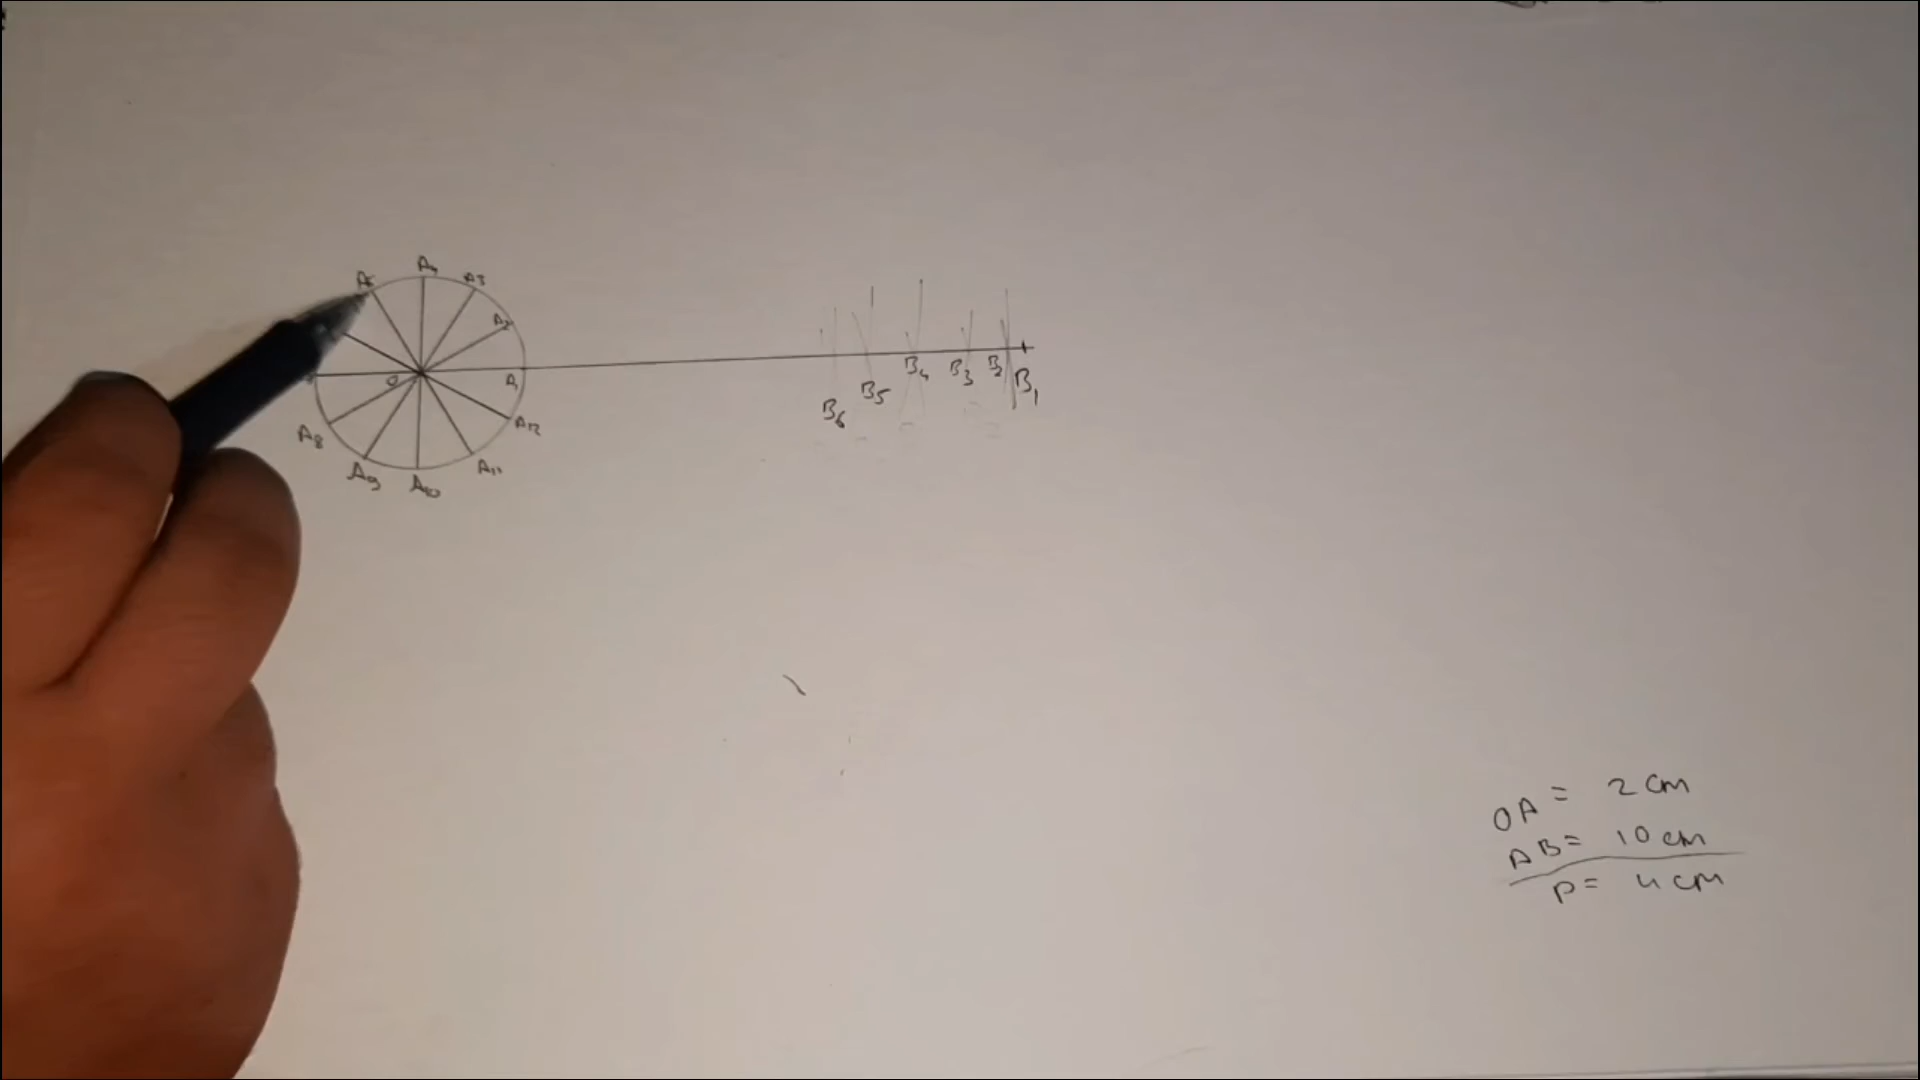 A5 A4 A3
A2
O A1
A8 A12
A9 A10 A11
B6 B5 B4 B3 B2 B1
OA = 2 cm
AB = 10 cm
P = 4 cm